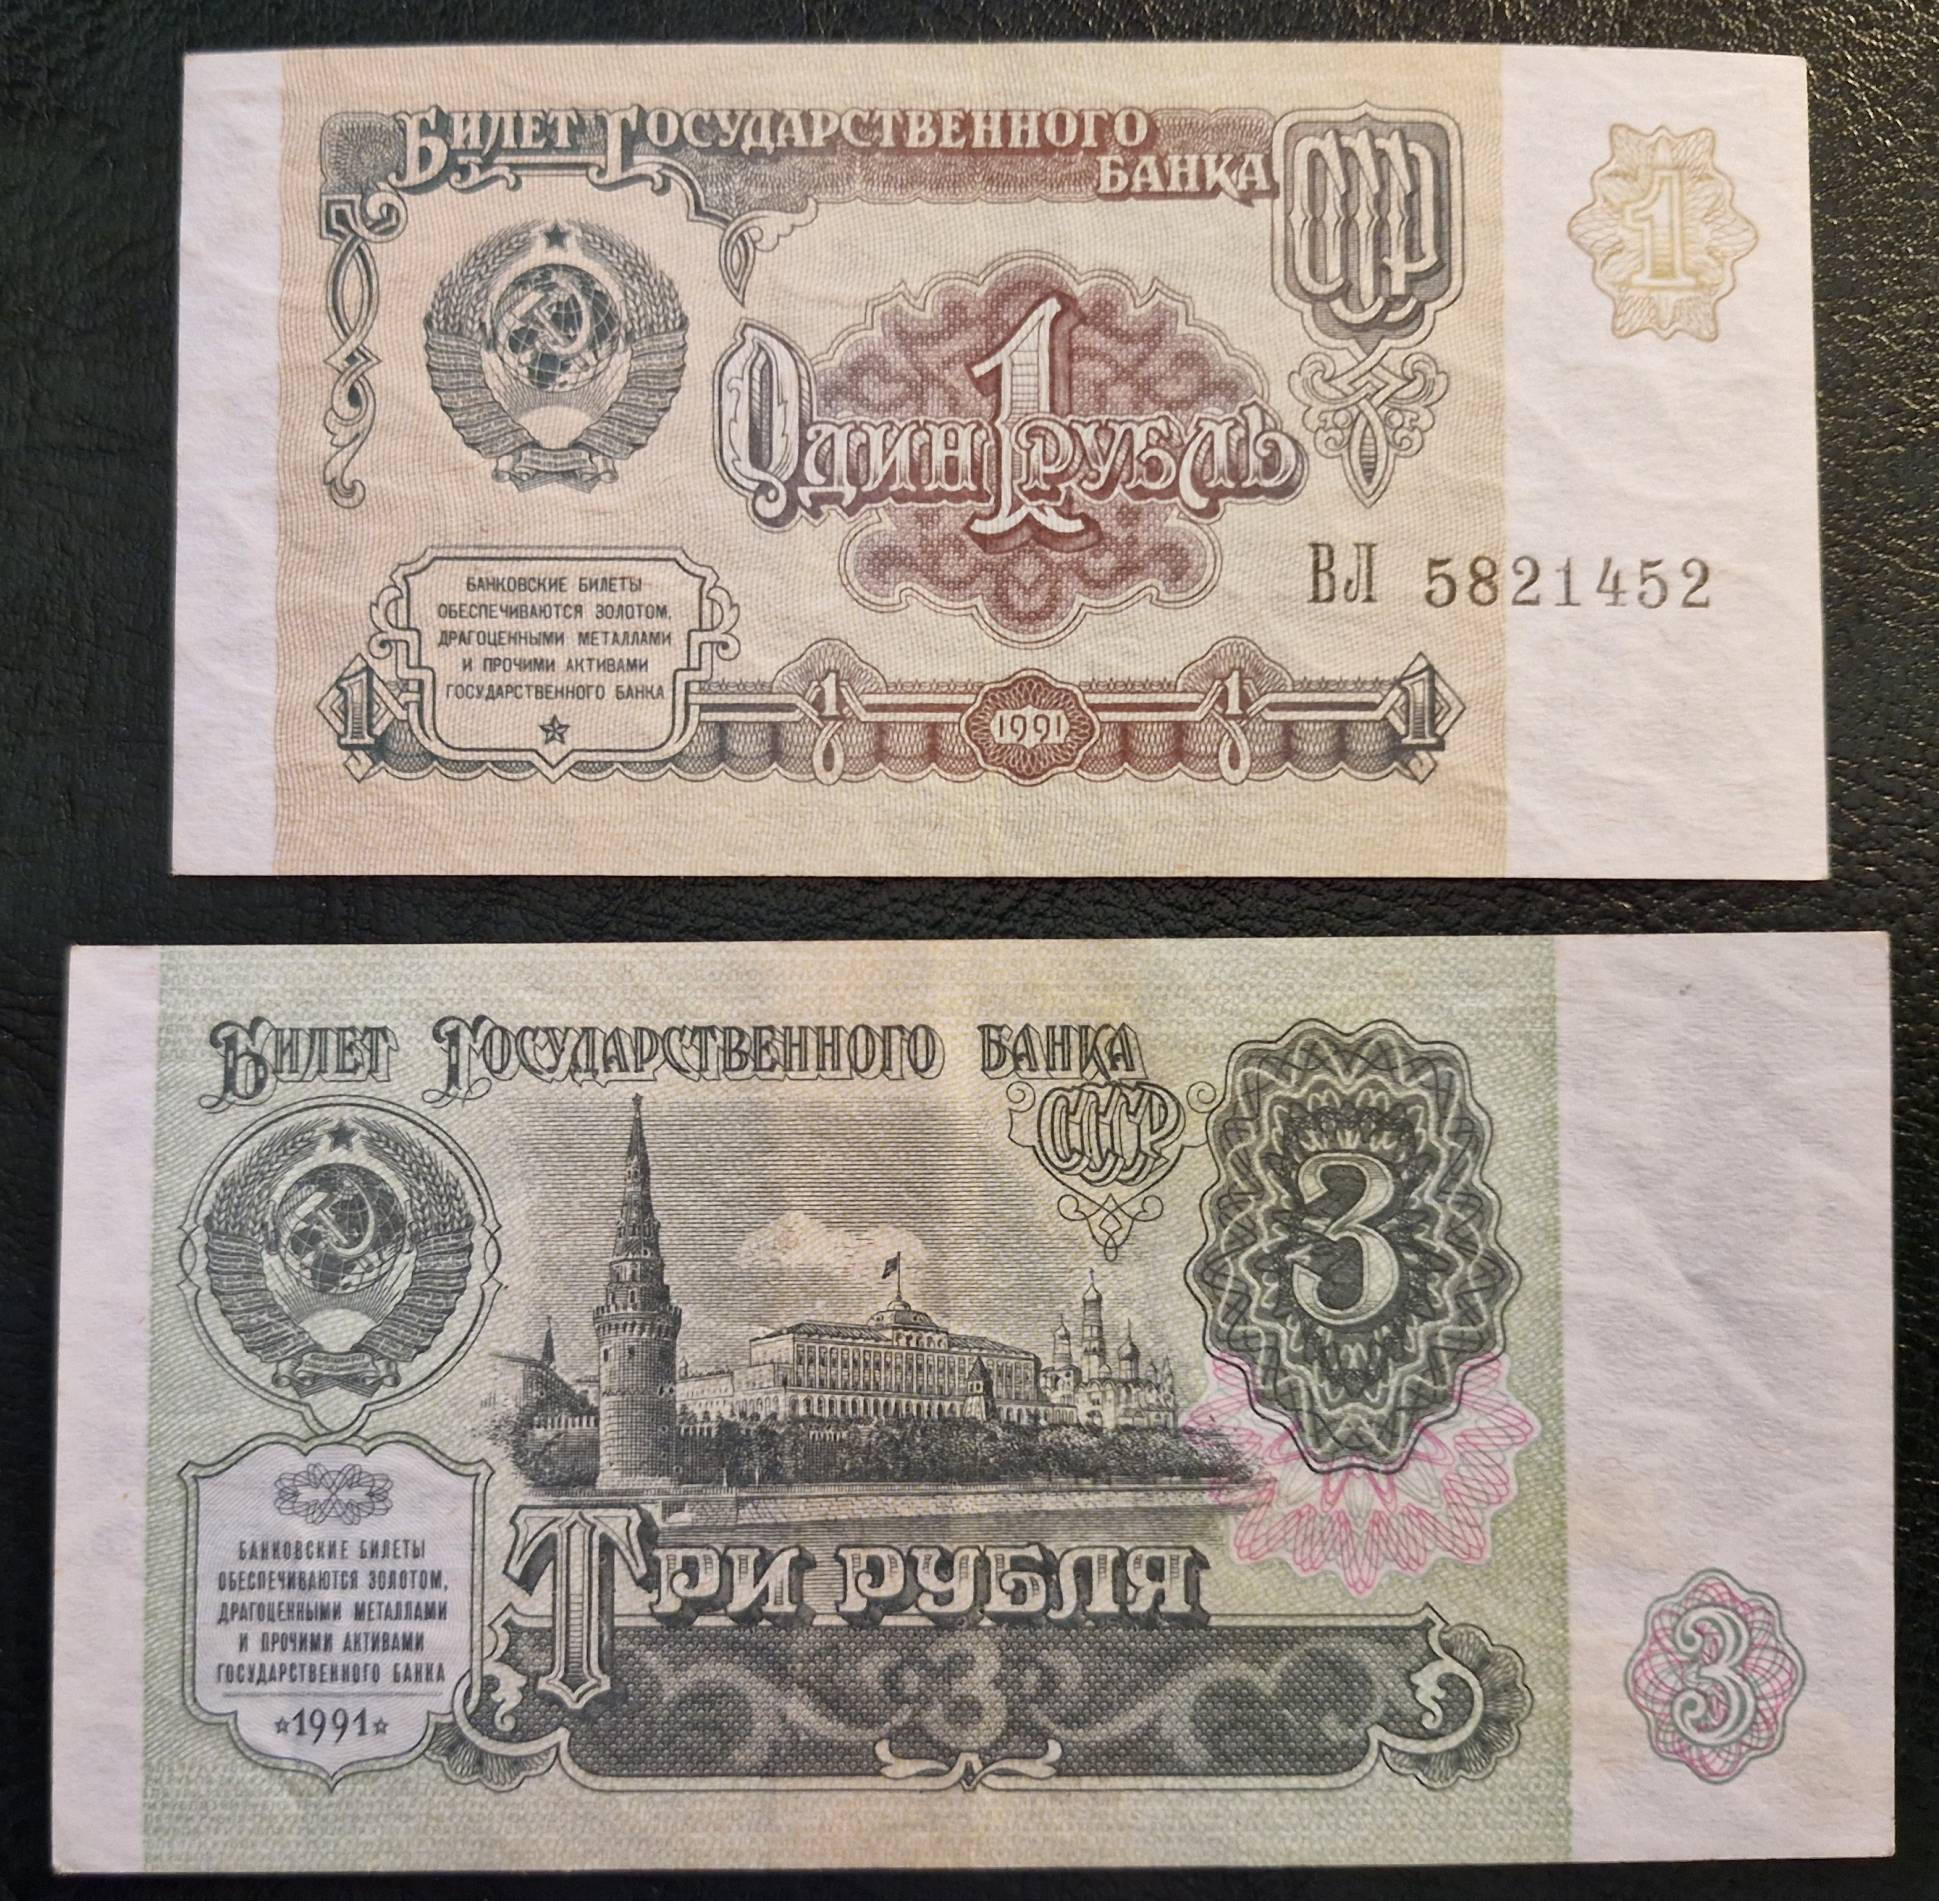 БИЛЕТ ГОСУДАРСТВЕННОГО
БАНКА
СССР
1
1
ОДИН РУБЛЬ
БАНКОВСКИЕ БИЛЕТЫ
ОБЕСПЕЧИВАЮТСЯ ЗОЛОТОМ,
ДРАГОЦЕННЫМИ МЕТАЛЛАМИ
И ПРОЧИМИ АКТИВАМИ
ГОСУДАРСТВЕННОГО БАНКА
ВЛ 5821452
1 1 1991 1 1
БИЛЕТ ГОСУДАРСТВЕННОГО БАНКА
СССР
3
ТРИ РУБЛЯ
БАНКОВСКИЕ БИЛЕТЫ
ОБЕСПЕЧИВАЮТСЯ ЗОЛОТОМ,
ДРАГОЦЕННЫМИ МЕТАЛЛАМИ
И ПРОЧИМИ АКТИВАМИ
ГОСУДАРСТВЕННОГО БАНКА
1991
3
3